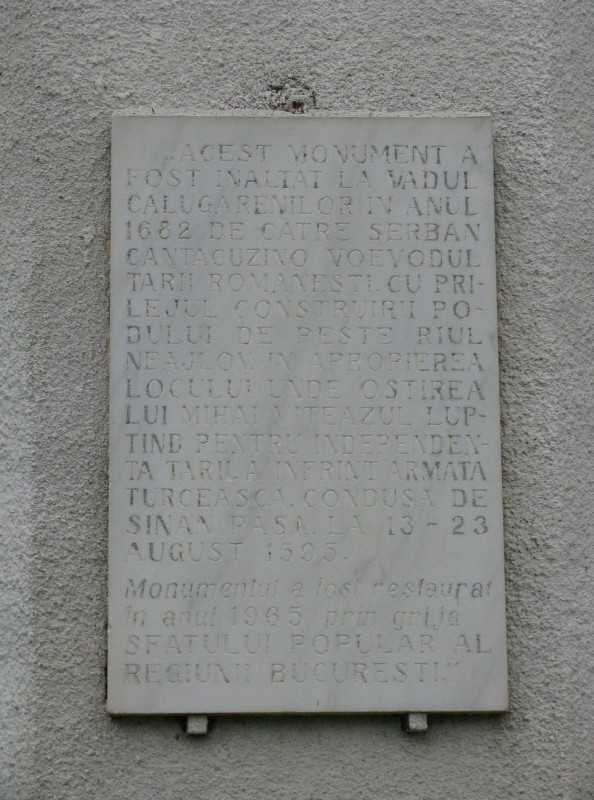 „ACEST MONUMENT A
FOST INALTAT LA VADUL
CALUGARENILOR IN ANUL
1682 DE CATRE SERBAN
CANTACUZINO VOEVODUL
TARII ROMANESTI, CU PRI-
LEJUL CONSTRUIRII PO-
DULUI DE PESTE RIUL
NEAJLOV, IN APROPIEREA
LOCULUI UNDE OSTIREA
LUI MIHAI VITEAZUL LUP-
TIND PENTRU INDEPENDEN-
TA TARII, A INFRINT ARMATA
TURCEASCA, CONDUSA DE
SINAN PASA, LA 13 - 23
AUGUST 1595.
Monumentul a fost restaurat
in anul 1965 prin grija
SFATULUI POPULAR AL
REGIUNII BUCURESTI."